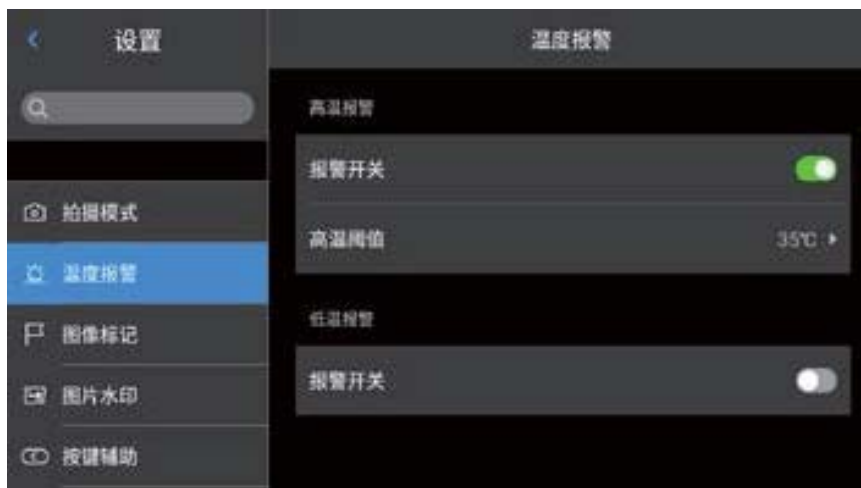 设置
拍摄模式
温度报警
图像标记
图片水印
按键辅助
温度报警
高温报警
报警开关
高温阈值
35℃
低温报警
报警开关